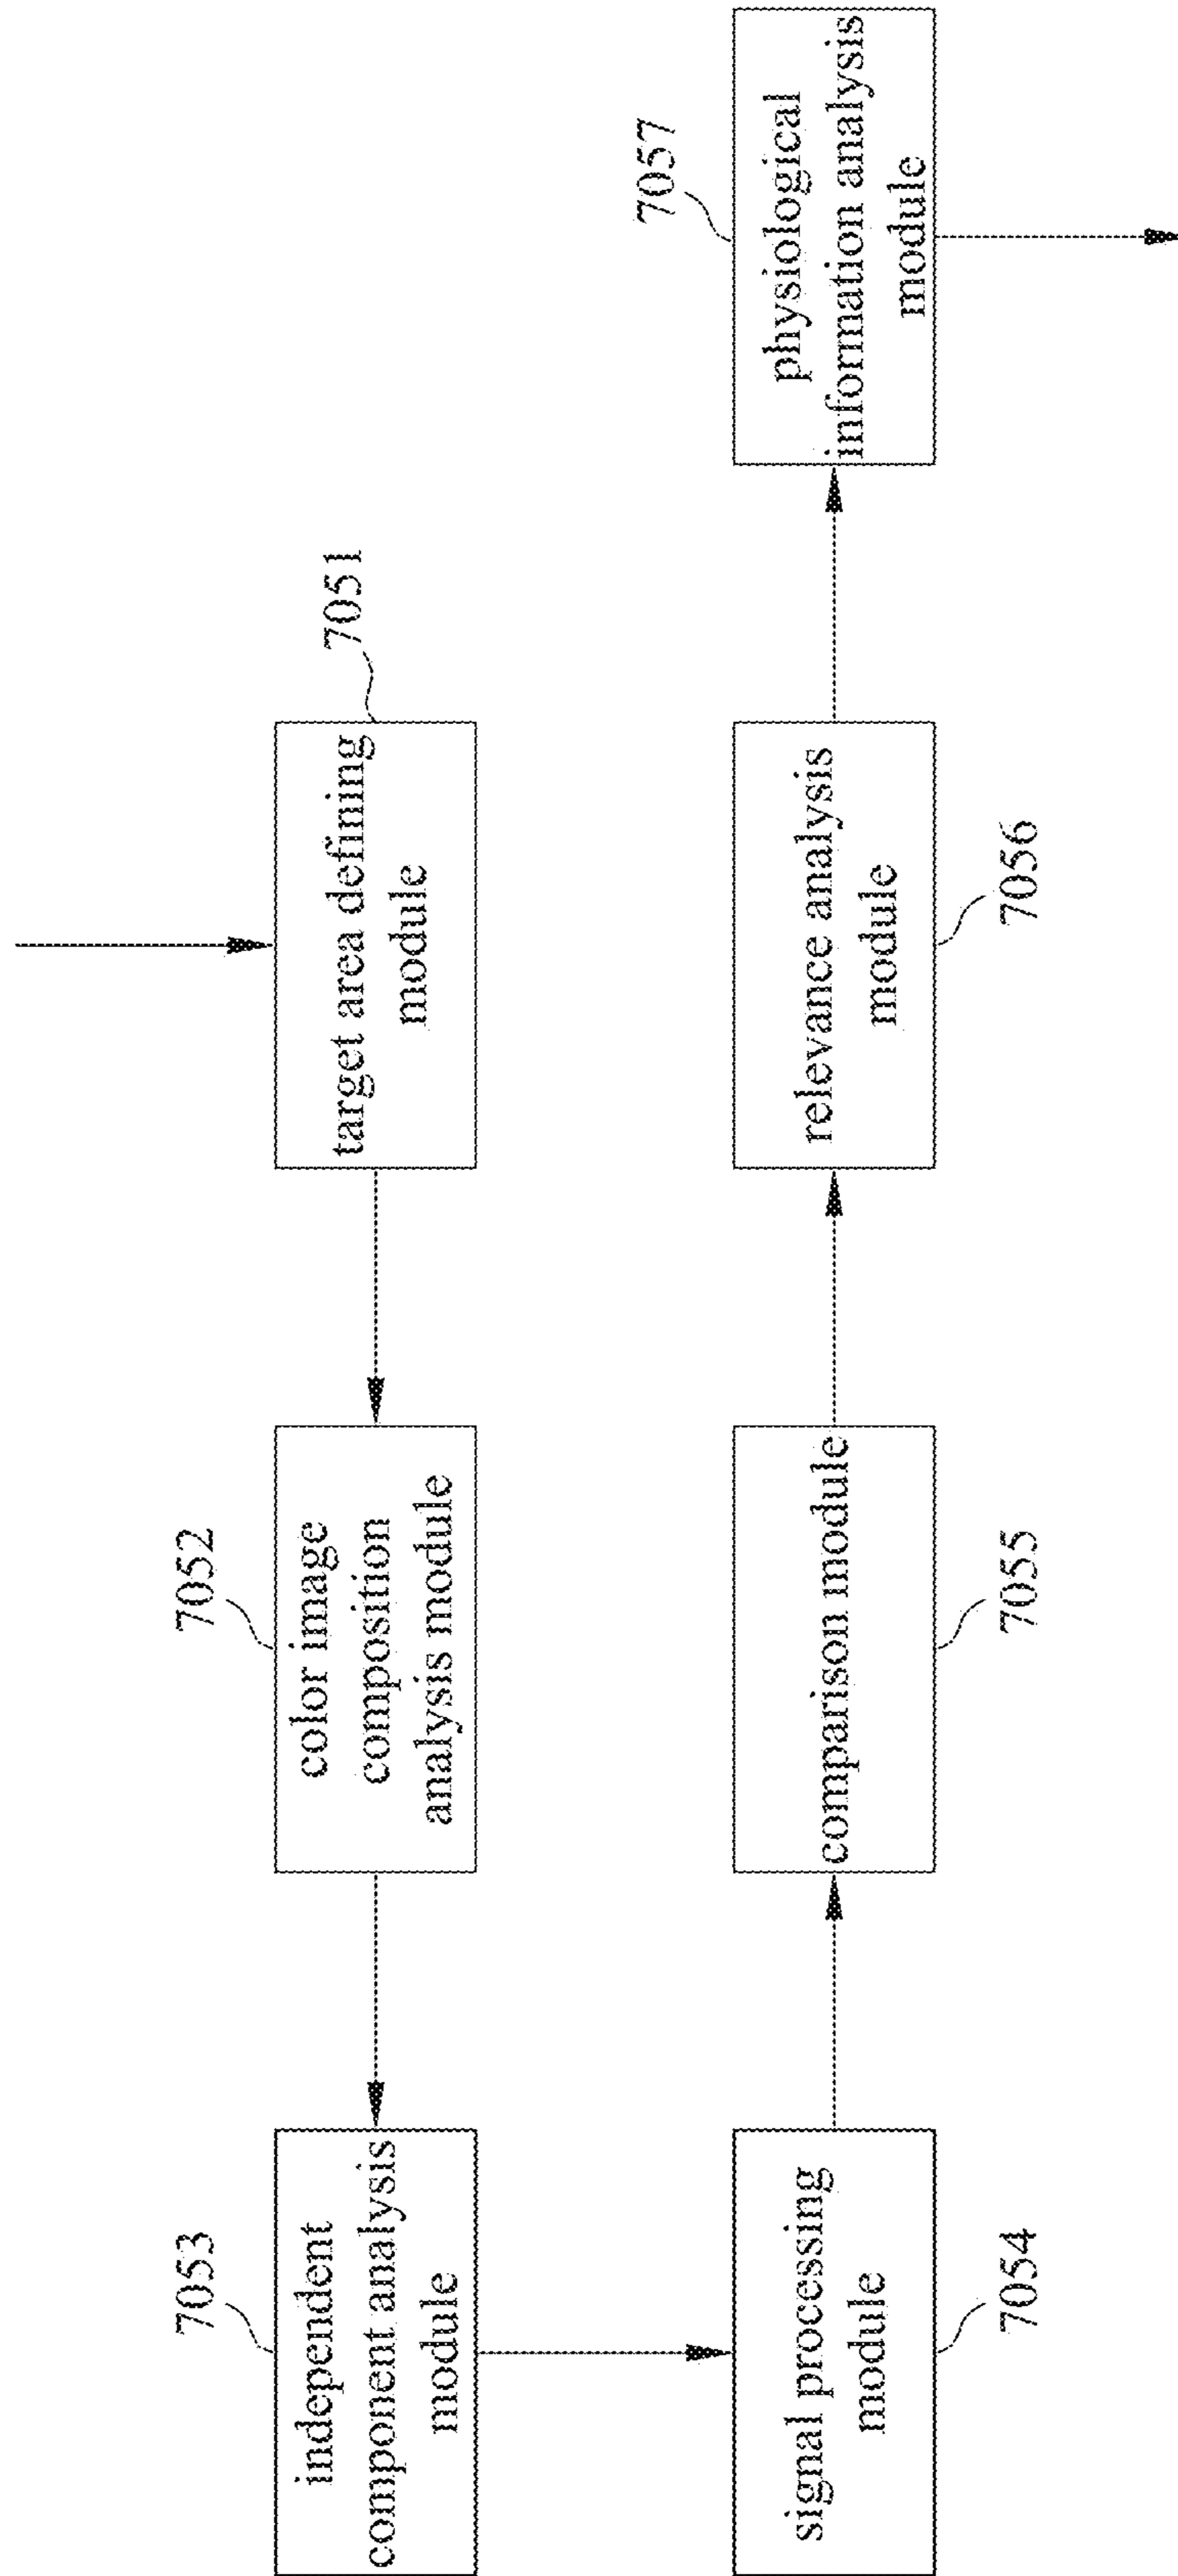 7053
independent
component analysis
module
7052
color image
composition
analysis module
target area defining
module
7051
signal processing
module
7054
comparison module
7055
relevance analysis
module
7056
7057
physiological
information analysis
module